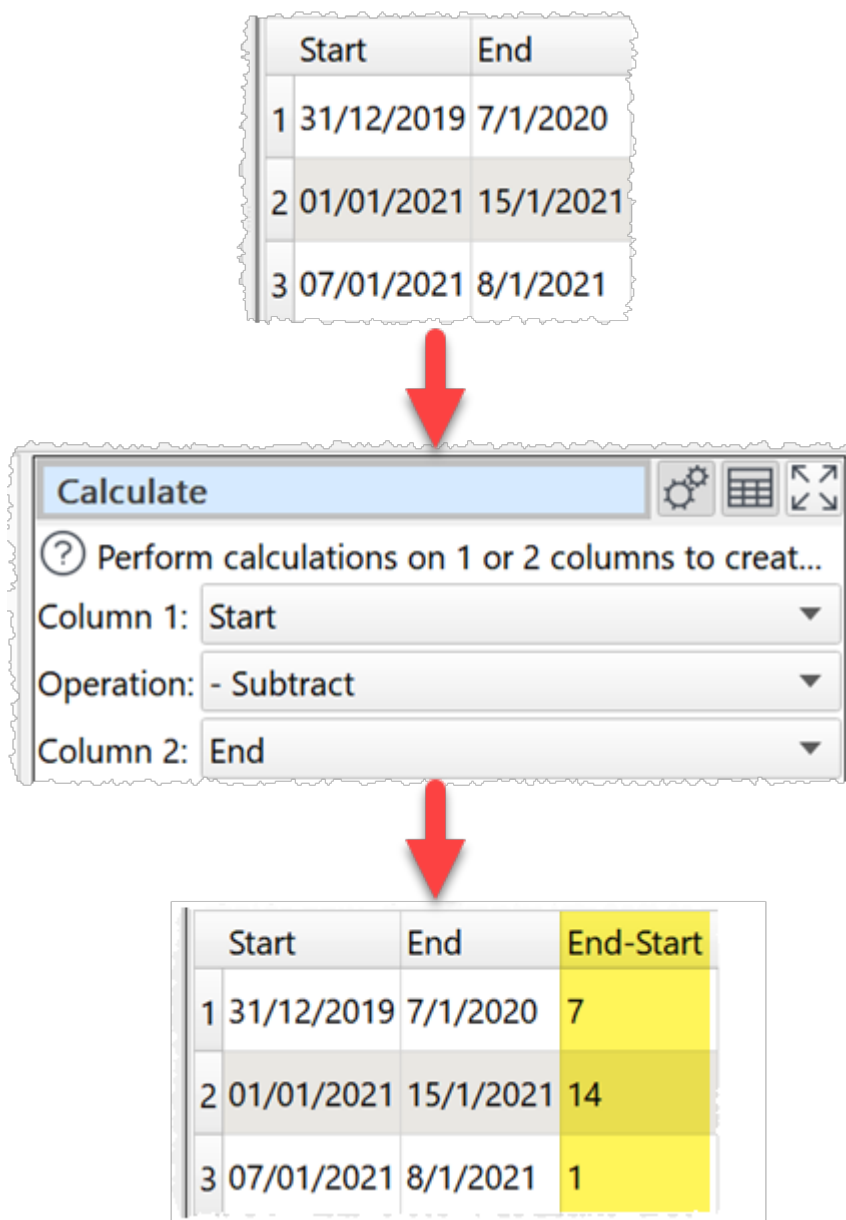 Start End
1 31/12/2019 7/1/2020
2 01/01/2021 15/1/2021
3 07/01/2021 8/1/2021
Calculate
? Perform calculations on 1 or 2 columns to creat...
Column 1: Start
Operation: - Subtract
Column 2: End
Start End End-Start
1 31/12/2019 7/1/2020 7
2 01/01/2021 15/1/2021 14
3 07/01/2021 8/1/2021 1